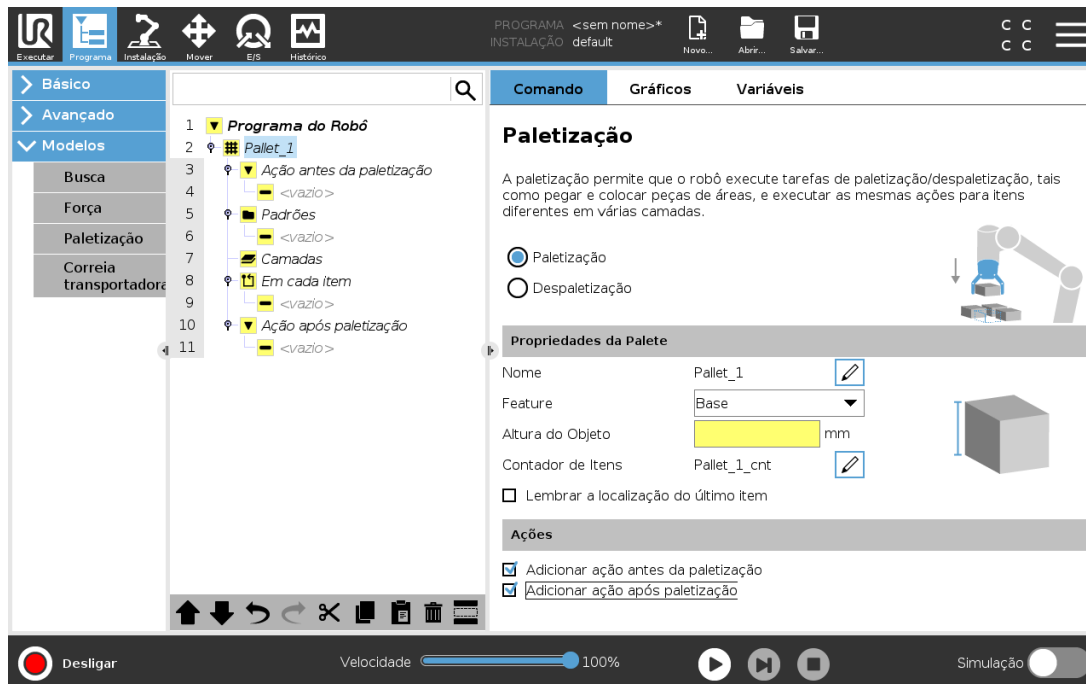 PROGRAMA <sem nome>*
INSTALAÇÃO default
UR
Executar
Programa
Instalação
Mover
E/S
Histórico
Novo...
Abrir...
Salvar...
C C
C C
Básico
Avançado
Modelos
Busca
Força
Paletização
Correia
transportadora
1 Programa do Robô
2 Pallet_1
3 Ação antes da paletização
4 <vazio>
5 Padrões
6 <vazio>
7 Camadas
8 Em cada item
9 <vazio>
10 Ação após paletização
11 <vazio>
Comando Gráficos Variáveis
Paletização
A paletização permite que o robô execute tarefas de paletização/despaletização, tais
como pegar e colocar peças de áreas, e executar as mesmas ações para itens
diferentes em várias camadas.
Paletização
Despaletização
Propriedades da Palete
Nome Pallet_1
Feature Base
Altura do Objeto mm
Contador de Itens Pallet_1_cnt
Lembrar a localização do último item
Ações
Adicionar ação antes da paletização
Adicionar ação após paletização
Desligar
Velocidade 100%
Simulação